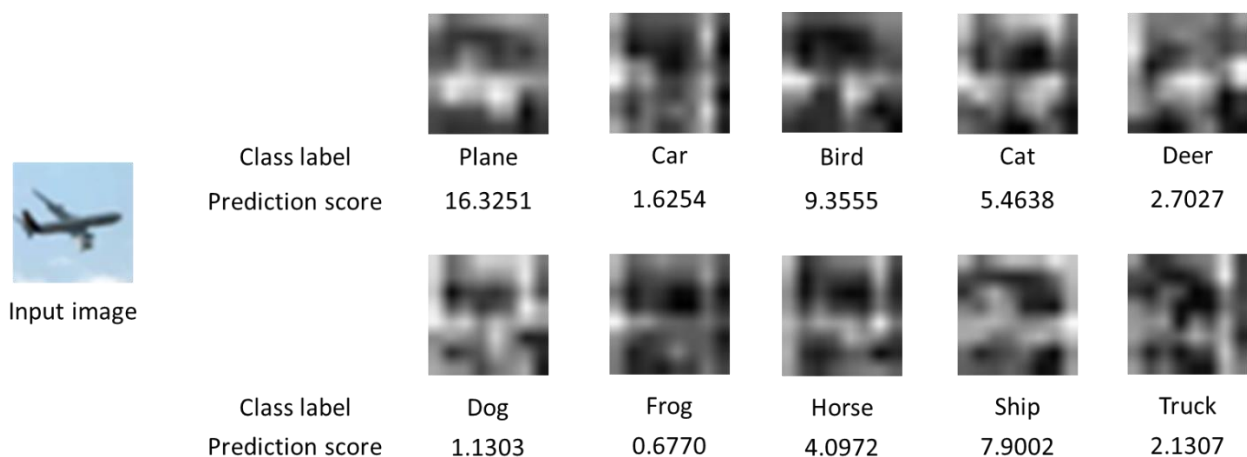 Class label Plane Car Bird Cat Deer
Prediction score 16.3251 1.6254 9.3555 5.4638 2.7027
Input image
Class label Dog Frog Horse Ship Truck
Prediction score 1.1303 0.6770 4.0972 7.9002 2.1307